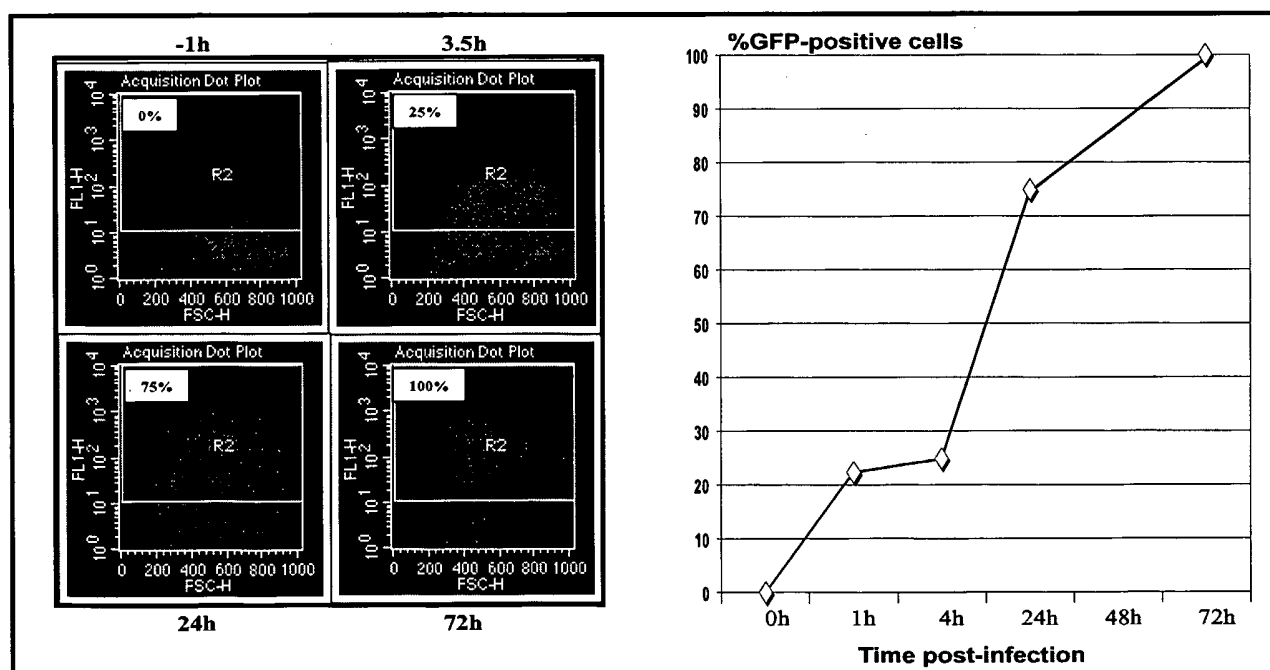 -1h
3.5h
Acquisition Dot Plot
0%
R2
FL1-H
10^0 10^1 10^2 10^3 10^4
0 200 400 600 800 1000
FSC-H
Acquisition Dot Plot
25%
R2
FL1-H
10^0 10^1 10^2 10^3 10^4
0 200 400 600 800 1000
FSC-H
Acquisition Dot Plot
75%
R2
FL1-H
10^0 10^1 10^2 10^3 10^4
0 200 400 600 800 1000
FSC-H
Acquisition Dot Plot
100%
R2
FL1-H
10^0 10^1 10^2 10^3 10^4
0 200 400 600 800 1000
FSC-H
24h
72h
%GFP-positive cells
100
90
80
70
60
50
40
30
20
10
0
0h 1h 4h 24h 48h 72h
Time post-infection